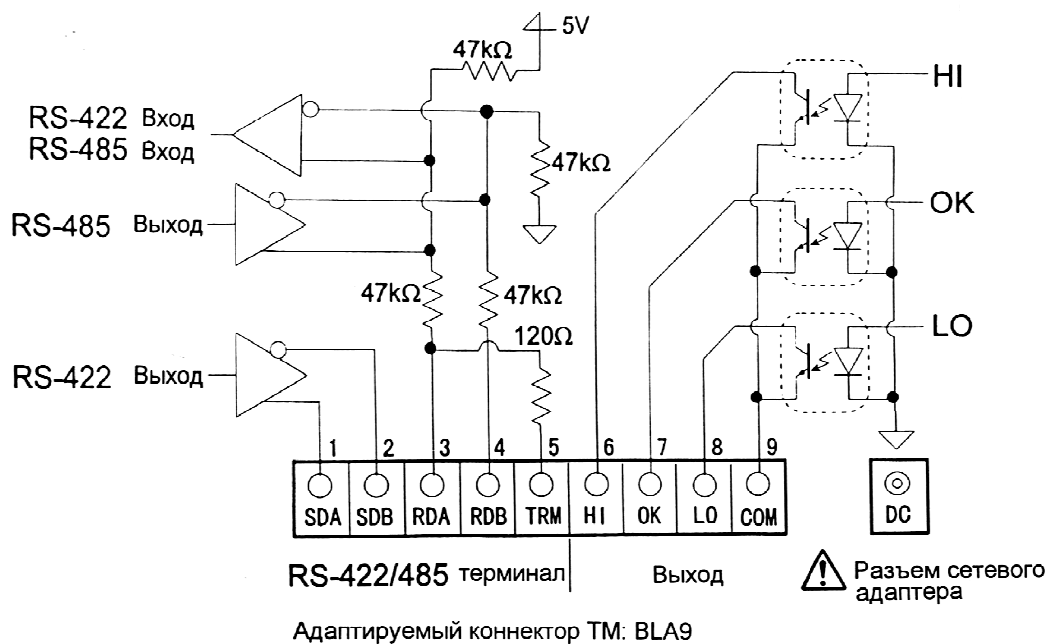 5V
47kΩ
HI
RS-422 Вход
RS-485 Вход
47kΩ
OK
RS-485 Выход
47kΩ
47kΩ
LO
120Ω
RS-422 Выход
1 2 3 4 5 6 7 8 9
SDA SDB RDA RDB TRM HI OK LO COM DC
RS-422/485 терминал Выход
Разъем сетевого
адаптера
Адаптируемый коннектор ТМ: BLA9